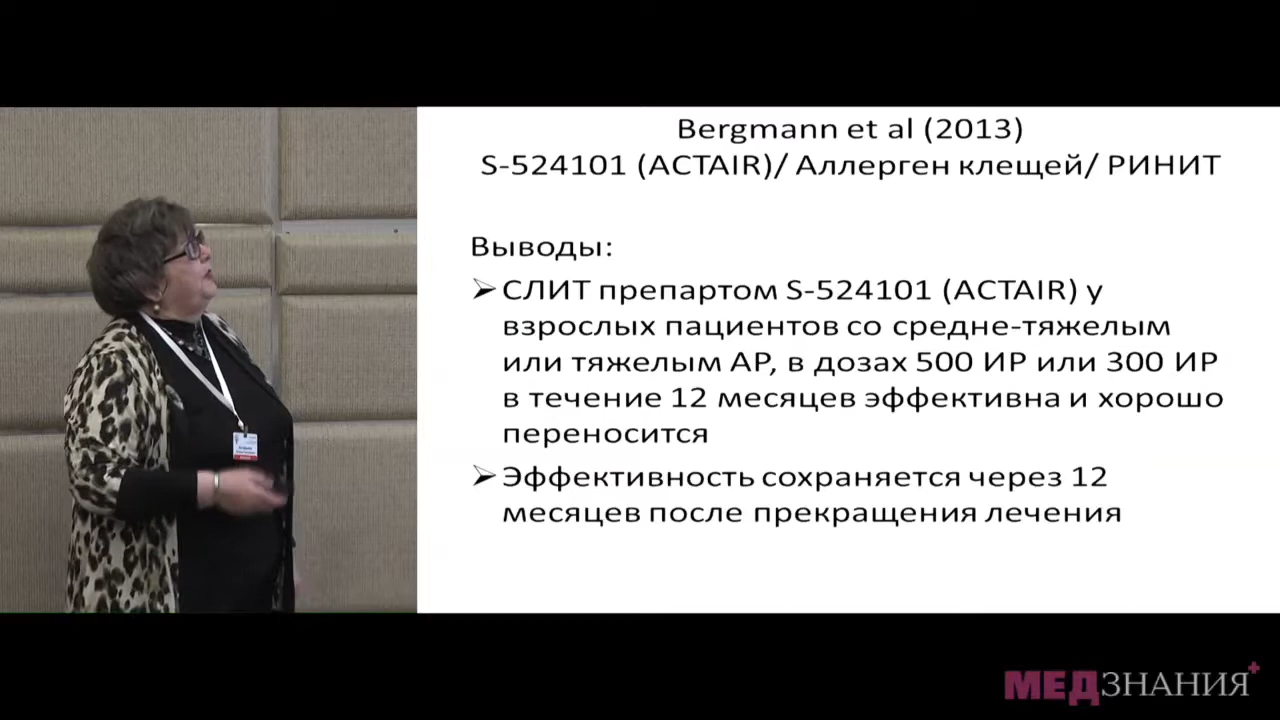 Bergmann et al (2013)
S-524101 (ACTAIR)/ Аллерген клещей/ РИНИТ
Выводы:
СЛИТ препартом S-524101 (ACTAIR) у
взрослых пациентов со средне-тяжелым
или тяжелым АР, в дозах 500 ИР или 300 ИР
в течение 12 месяцев эффективна и хорошо
переносится
Эффективность сохраняется через 12
месяцев после прекращения лечения
МЕДЗНАНИЯ+